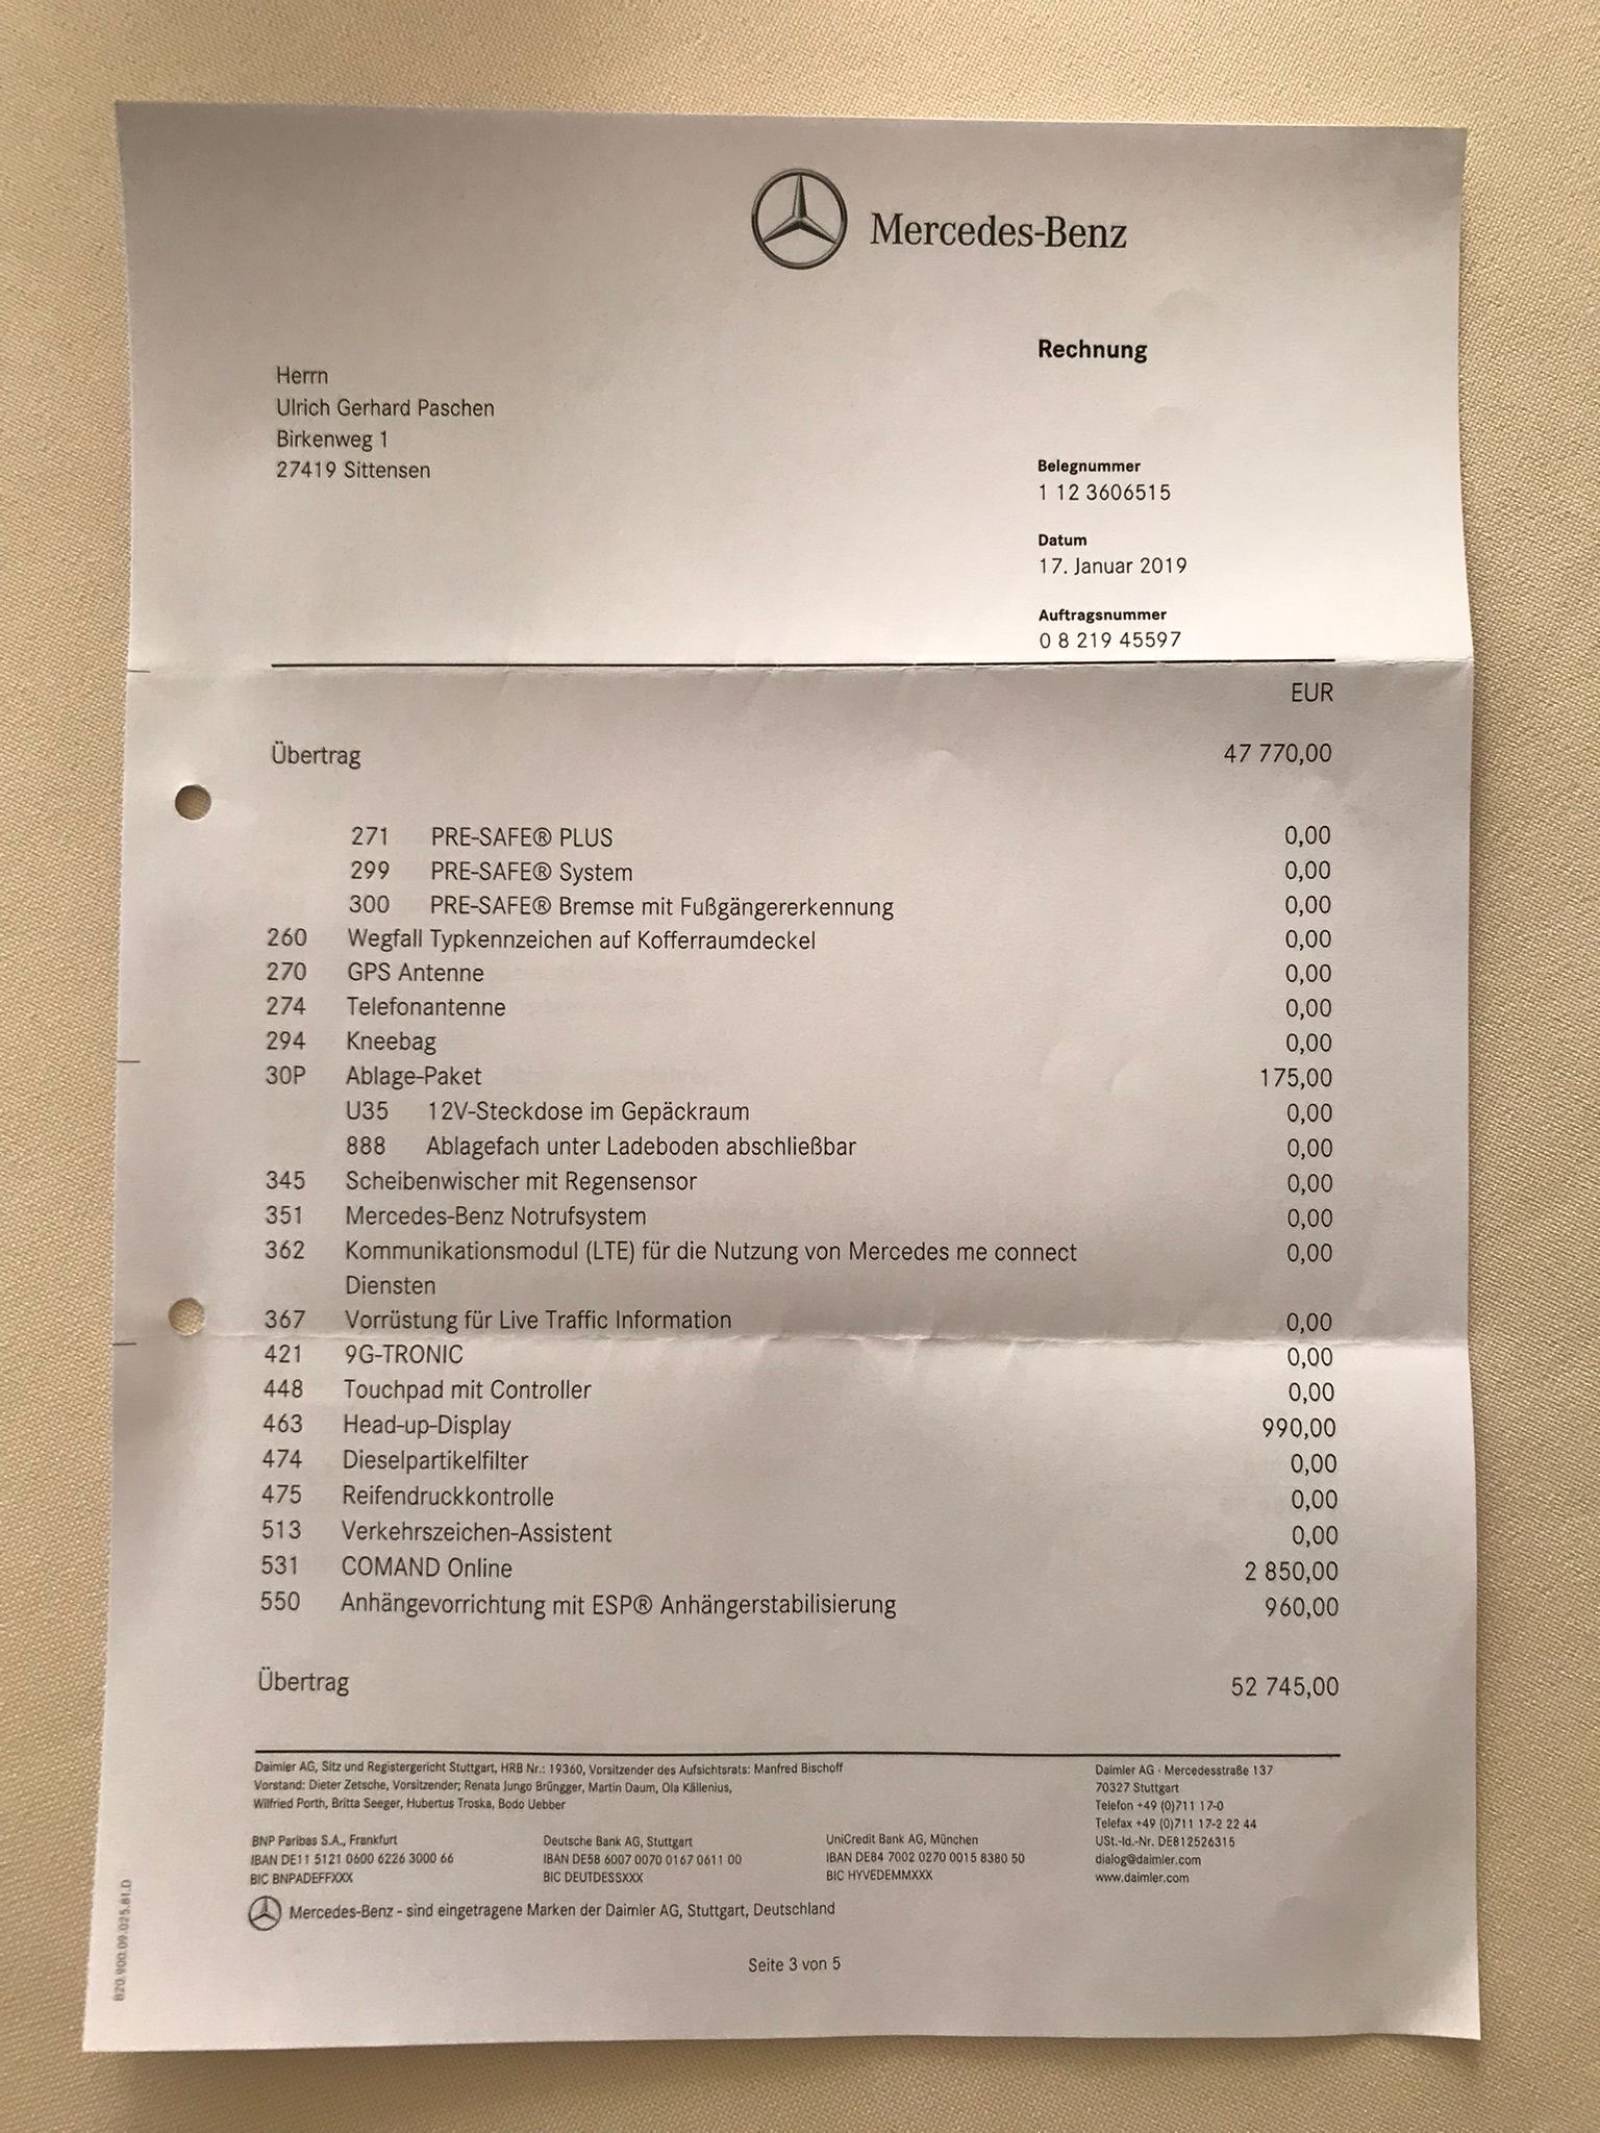 Mercedes-Benz
Rechnung
Herrn
Ulrich Gerhard Paschen
Birkenweg 1
27419 Sittensen
Belegnummer
1 12 3606515
Datum
17. Januar 2019
Auftragsnummer
0 8 219 45597
EUR
Übertrag 47 770,00
271 PRE-SAFE® PLUS 0,00
299 PRE-SAFE® System 0,00
300 PRE-SAFE® Bremse mit Fußgängererkennung 0,00
260 Wegfall Typkennzeichen auf Kofferraumdeckel 0,00
270 GPS Antenne 0,00
274 Telefonantenne 0,00
294 Kneebag 0,00
30P Ablage-Paket 175,00
U35 12V-Steckdose im Gepäckraum 0,00
888 Ablagefach unter Ladeboden abschließbar 0,00
345 Scheibenwischer mit Regensensor 0,00
351 Mercedes-Benz Notrufsystem 0,00
362 Kommunikationsmodul (LTE) für die Nutzung von Mercedes me connect 0,00
Diensten
367 Vorrüstung für Live Traffic Information 0,00
421 9G-TRONIC 0,00
448 Touchpad mit Controller 0,00
463 Head-up-Display 990,00
474 Dieselpartikelfilter 0,00
475 Reifendruckkontrolle 0,00
513 Verkehrszeichen-Assistent 0,00
531 COMAND Online 2 850,00
550 Anhängevorrichtung mit ESP® Anhängerstabilisierung 960,00
Übertrag 52 745,00
Daimler AG, Sitz und Registergericht Stuttgart, HRB Nr.: 19360, Vorsitzender des Aufsichtsrats: Manfred Bischoff
Vorstand: Dieter Zetsche, Vorsitzender; Renata Jungo Brüngger, Martin Daum, Ola Källenius,
Wilfried Porth, Britta Seeger, Hubertus Troska, Bodo Uebber
Daimler AG · Mercedesstraße 137
70327 Stuttgart
Telefon +49 (0)711 17-0
Telefax +49 (0)711 17-2 22 44
USt.-Id.-Nr. DE812526315
dialog@daimler.com
www.daimler.com
BNP Paribas S.A., Frankfurt
IBAN DE11 5121 0600 6226 3000 66
BIC BNPADEFFXXX
Deutsche Bank AG, Stuttgart
IBAN DE58 6007 0070 0167 0611 00
BIC DEUTDESSXXX
UniCredit Bank AG, München
IBAN DE84 7002 0270 0015 8380 50
BIC HYVEDEMMXXX
Mercedes-Benz - sind eingetragene Marken der Daimler AG, Stuttgart, Deutschland
Seite 3 von 5
B20.900.09.025.81.D